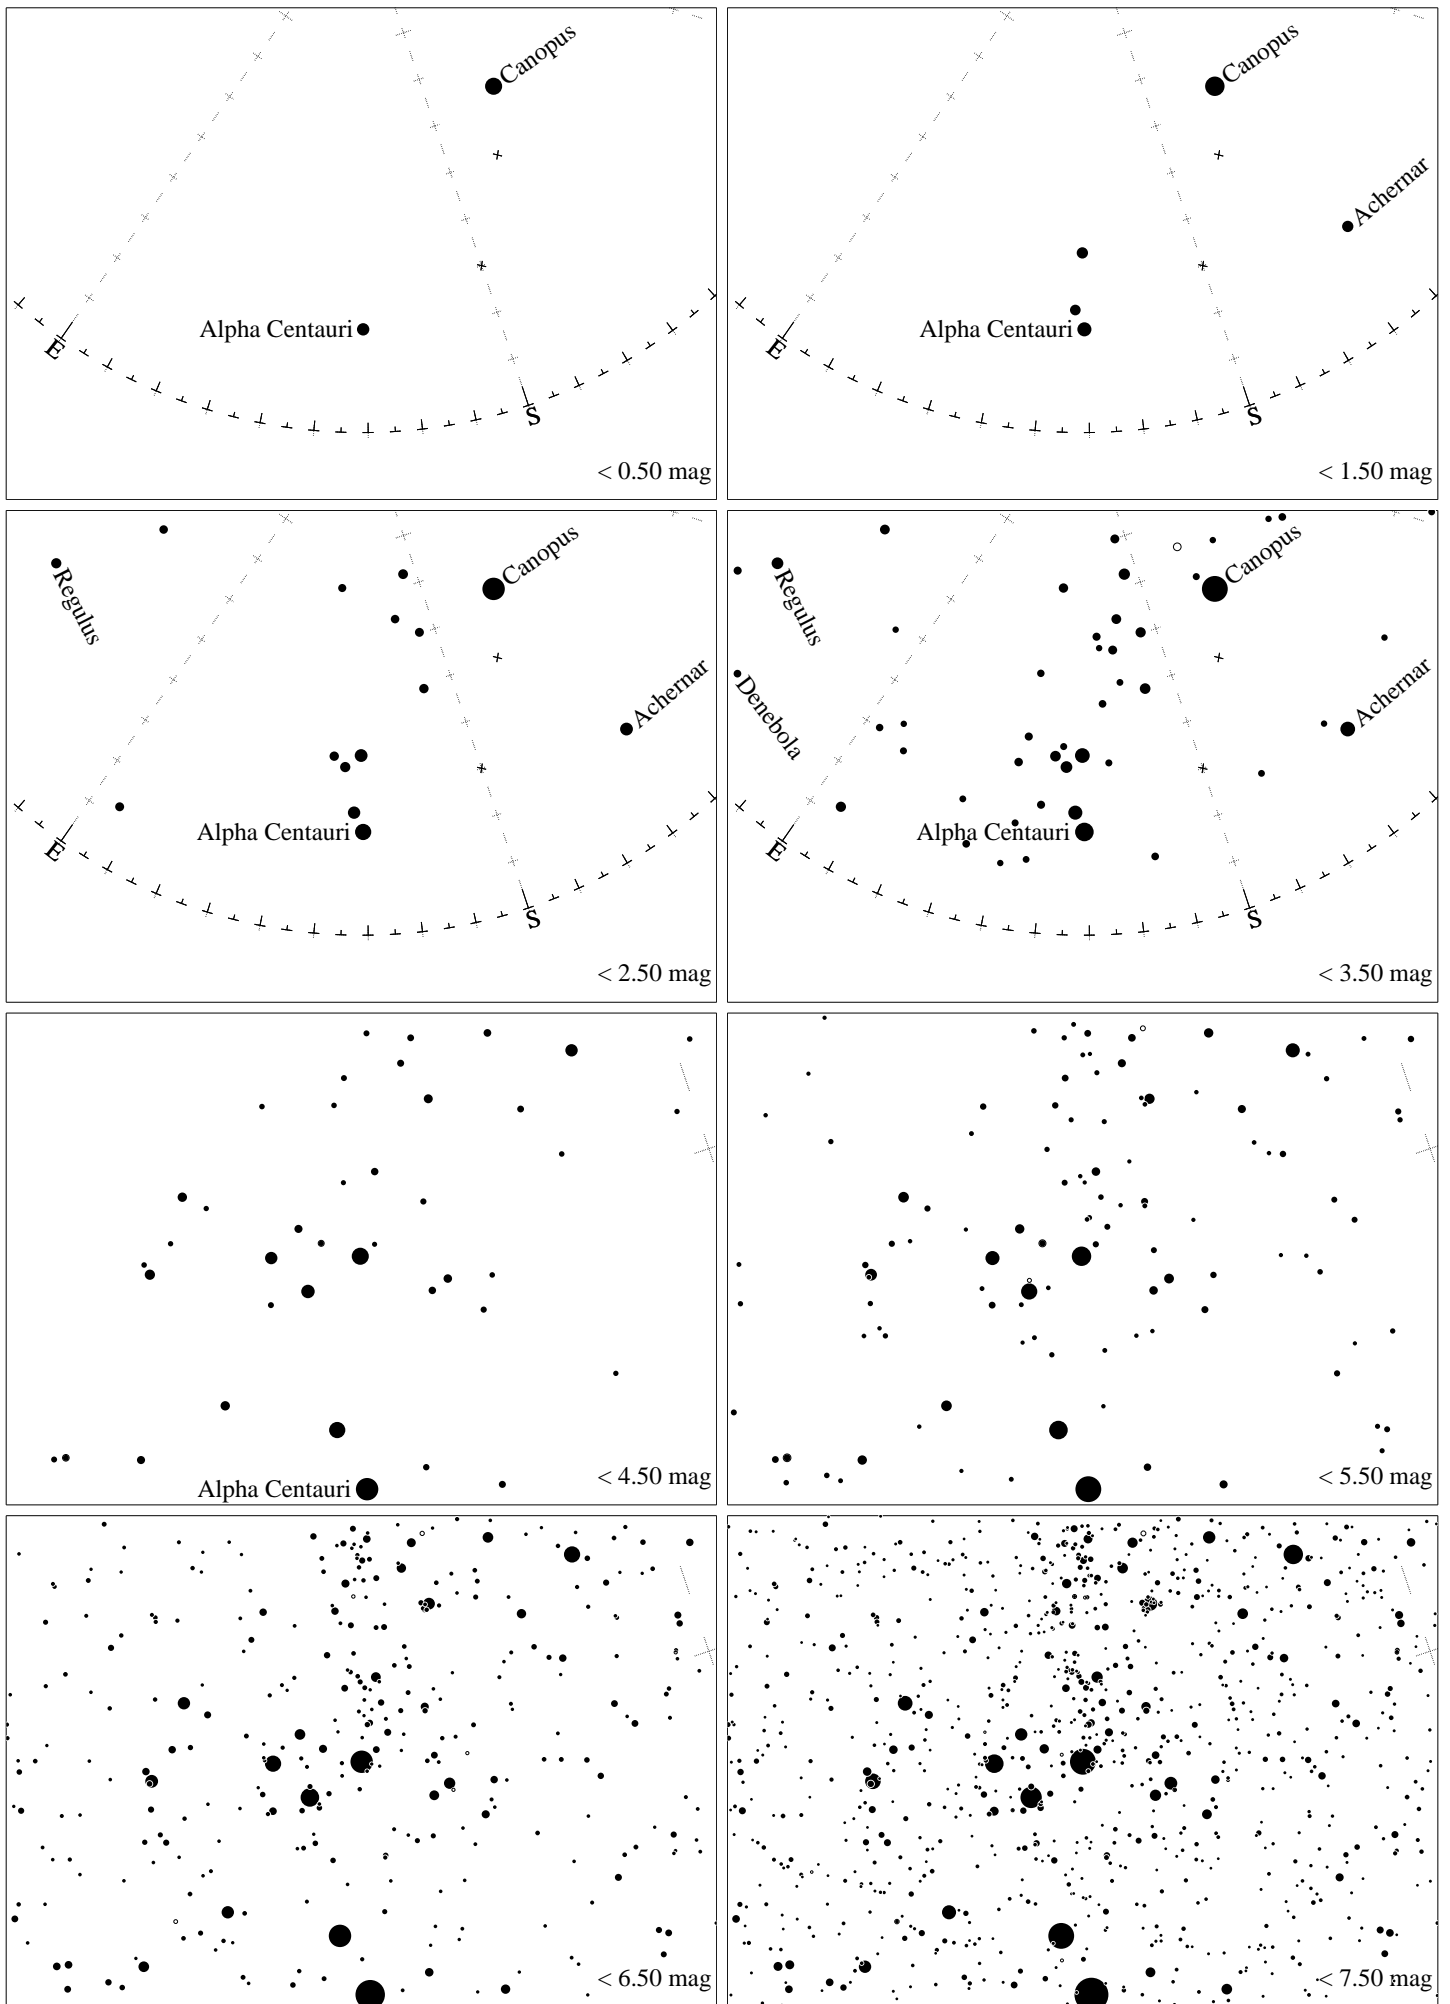 Canopus
Alpha Centauri
E
S
< 0.50 mag
Canopus
Achernar
Alpha Centauri
E
S
< 1.50 mag
Canopus
Regulus
Achernar
Alpha Centauri
E
S
< 2.50 mag
Canopus
Regulus
Denebola
Achernar
Alpha Centauri
E
S
< 3.50 mag
Alpha Centauri
< 4.50 mag
< 5.50 mag
< 6.50 mag
< 7.50 mag